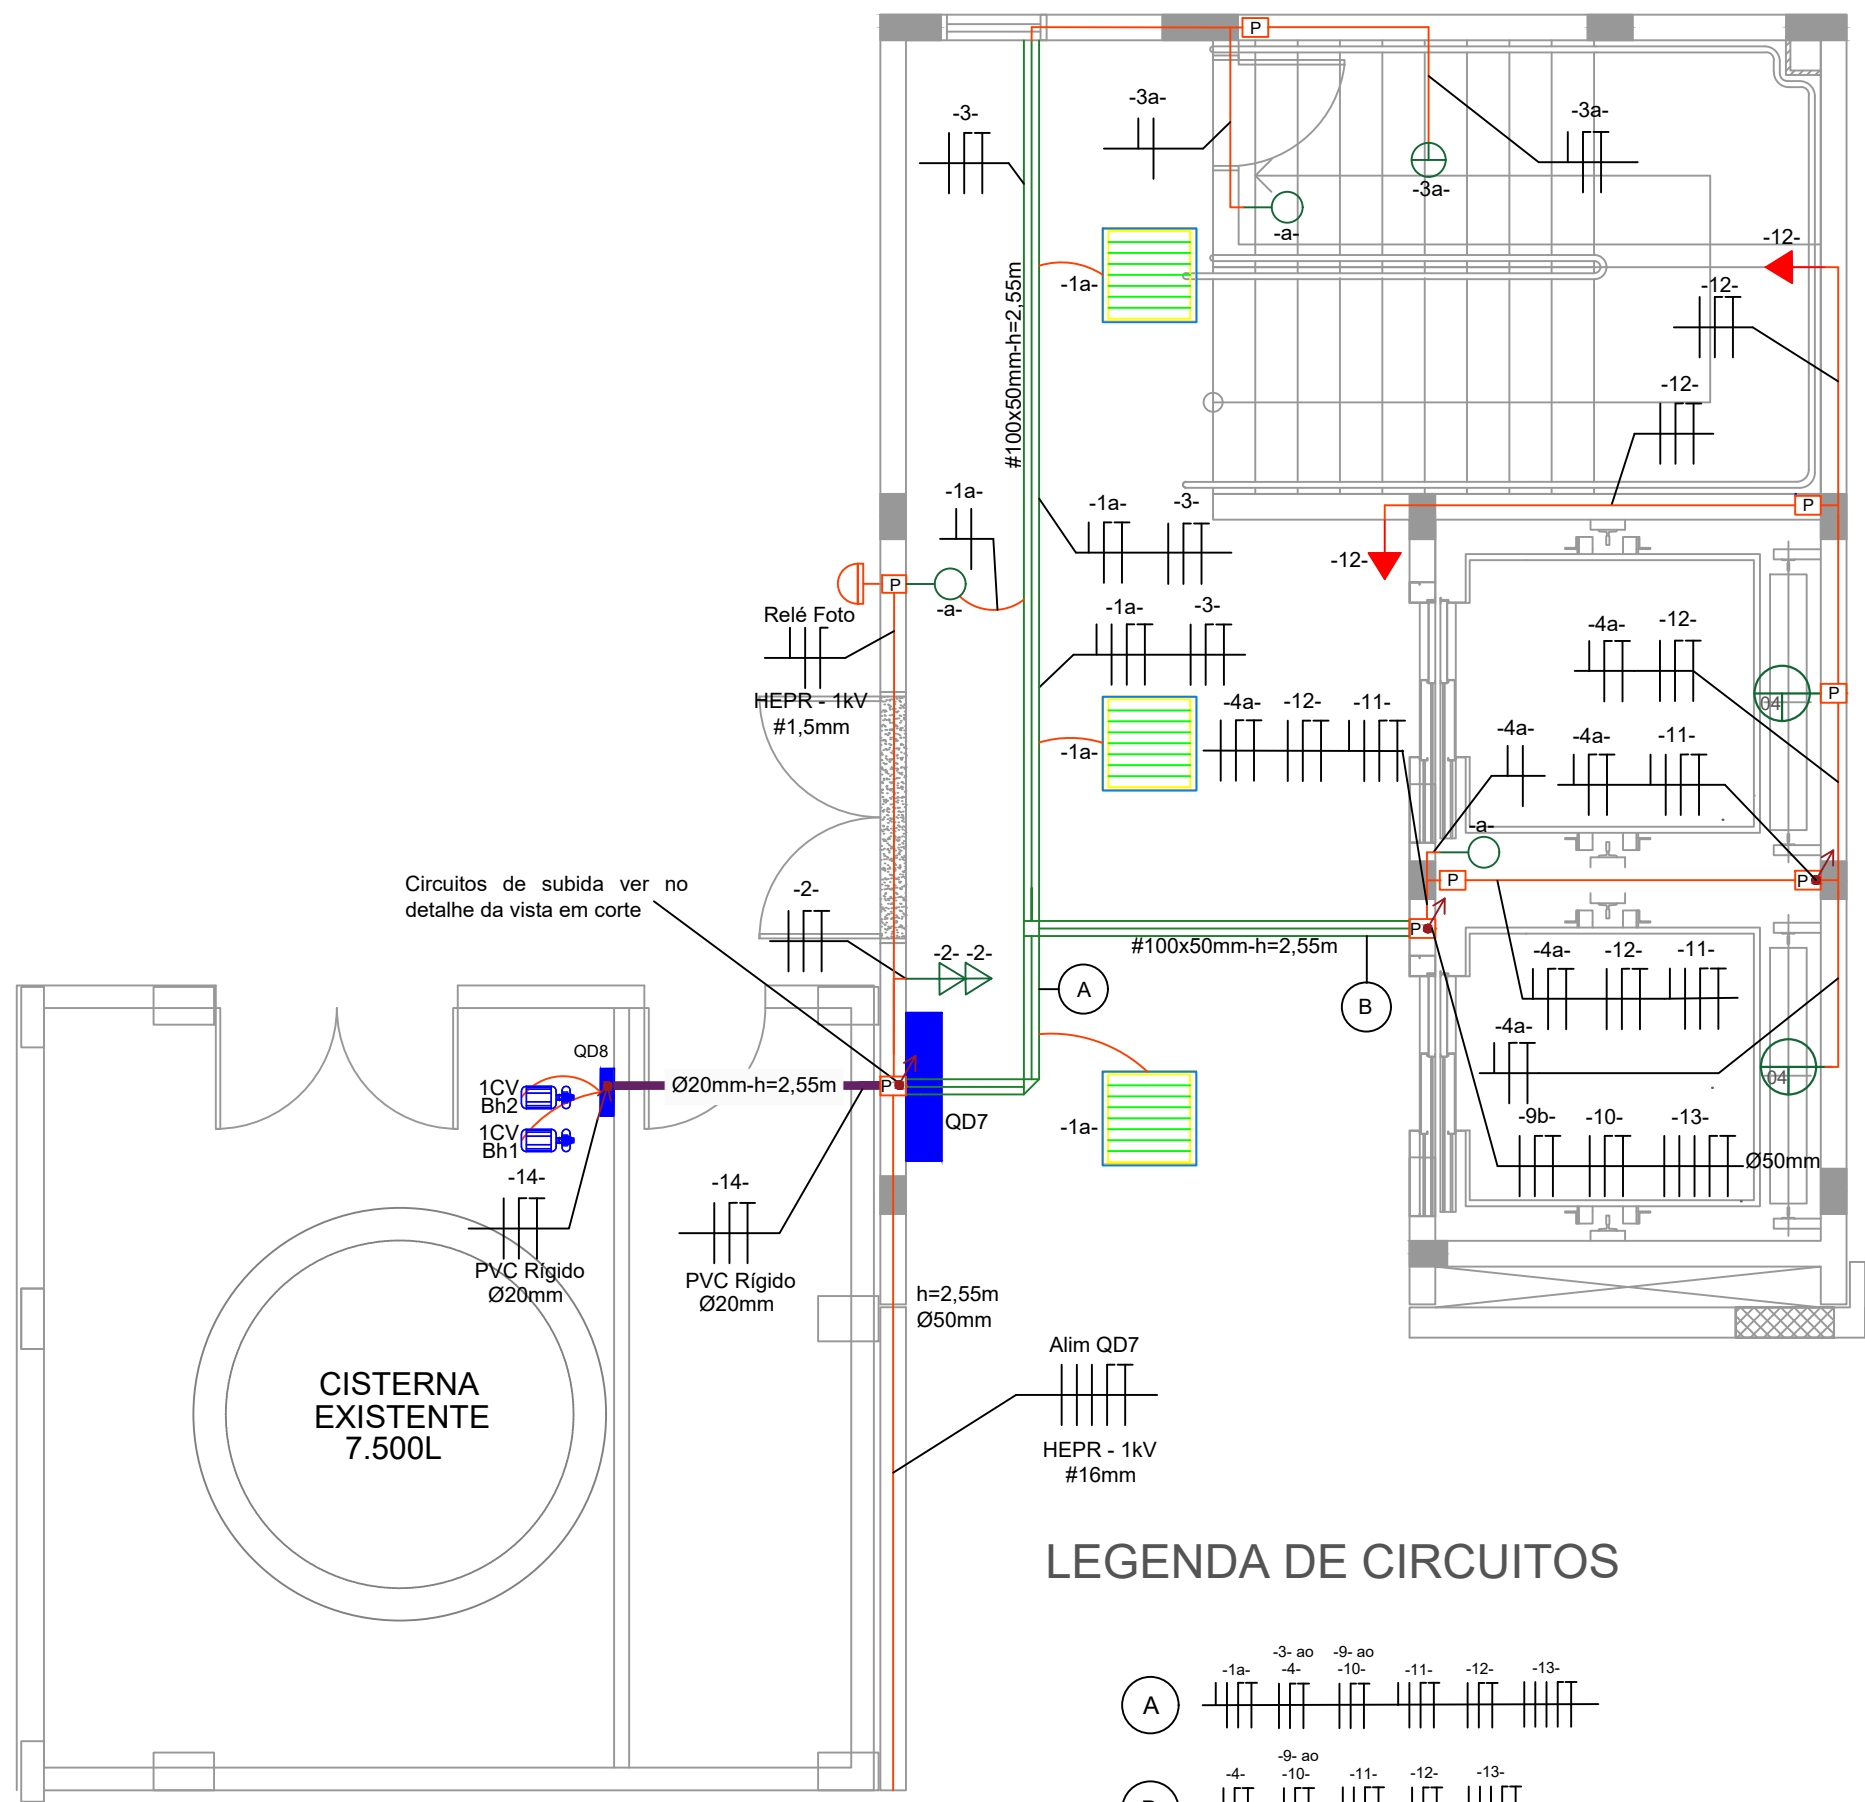 P
-3-
-3a-
-3a-
-3a-
-a-
-12-
-1a-
#100x50mm-h=2,55m
-12-
-12-
-1a-
-1a-
-3-
P
-12-
P
-a-
Relé Foto
-1a-
-3-
-4a-
-12-
HEPR - 1kV
#1,5mm
-4a-
-12-
-11-
04
P
-1a-
-4a-
-4a-
-11-
-a-
Circuitos de subida ver no
detalhe da vista em corte
-2-
P
P
P
-2-
-2-
#100x50mm-h=2,55m
-4a-
-12-
-11-
A
B
-4a-
QD8
1CV
Bh2
Ø20mm-h=2,55m
P
04
1CV
Bh1
QD7
-1a-
-9b-
-10-
-13-
Ø50mm
-14-
-14-
PVC Rígido
Ø20mm
PVC Rígido
Ø20mm
h=2,55m
Ø50mm
Alim QD7
CISTERNA
EXISTENTE
7.500L
HEPR - 1kV
#16mm
LEGENDA DE CIRCUITOS
-3- ao
-9- ao
-1a-
-4-
-10-
-11-
-12-
-13-
A
-9- ao
-4-
-10-
-11-
-12-
-13-